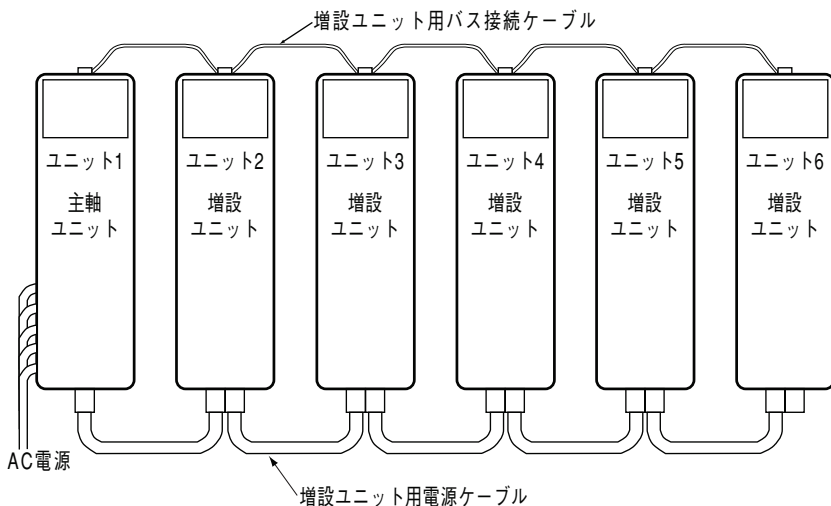 増設ユニット用バス接続ケーブル
ユニット1
主軸
ユニット
ユニット2
増設
ユニット
ユニット3
増設
ユニット
ユニット4
増設
ユニット
ユニット5
増設
ユニット
ユニット6
増設
ユニット
AC電源
増設ユニット用電源ケーブル